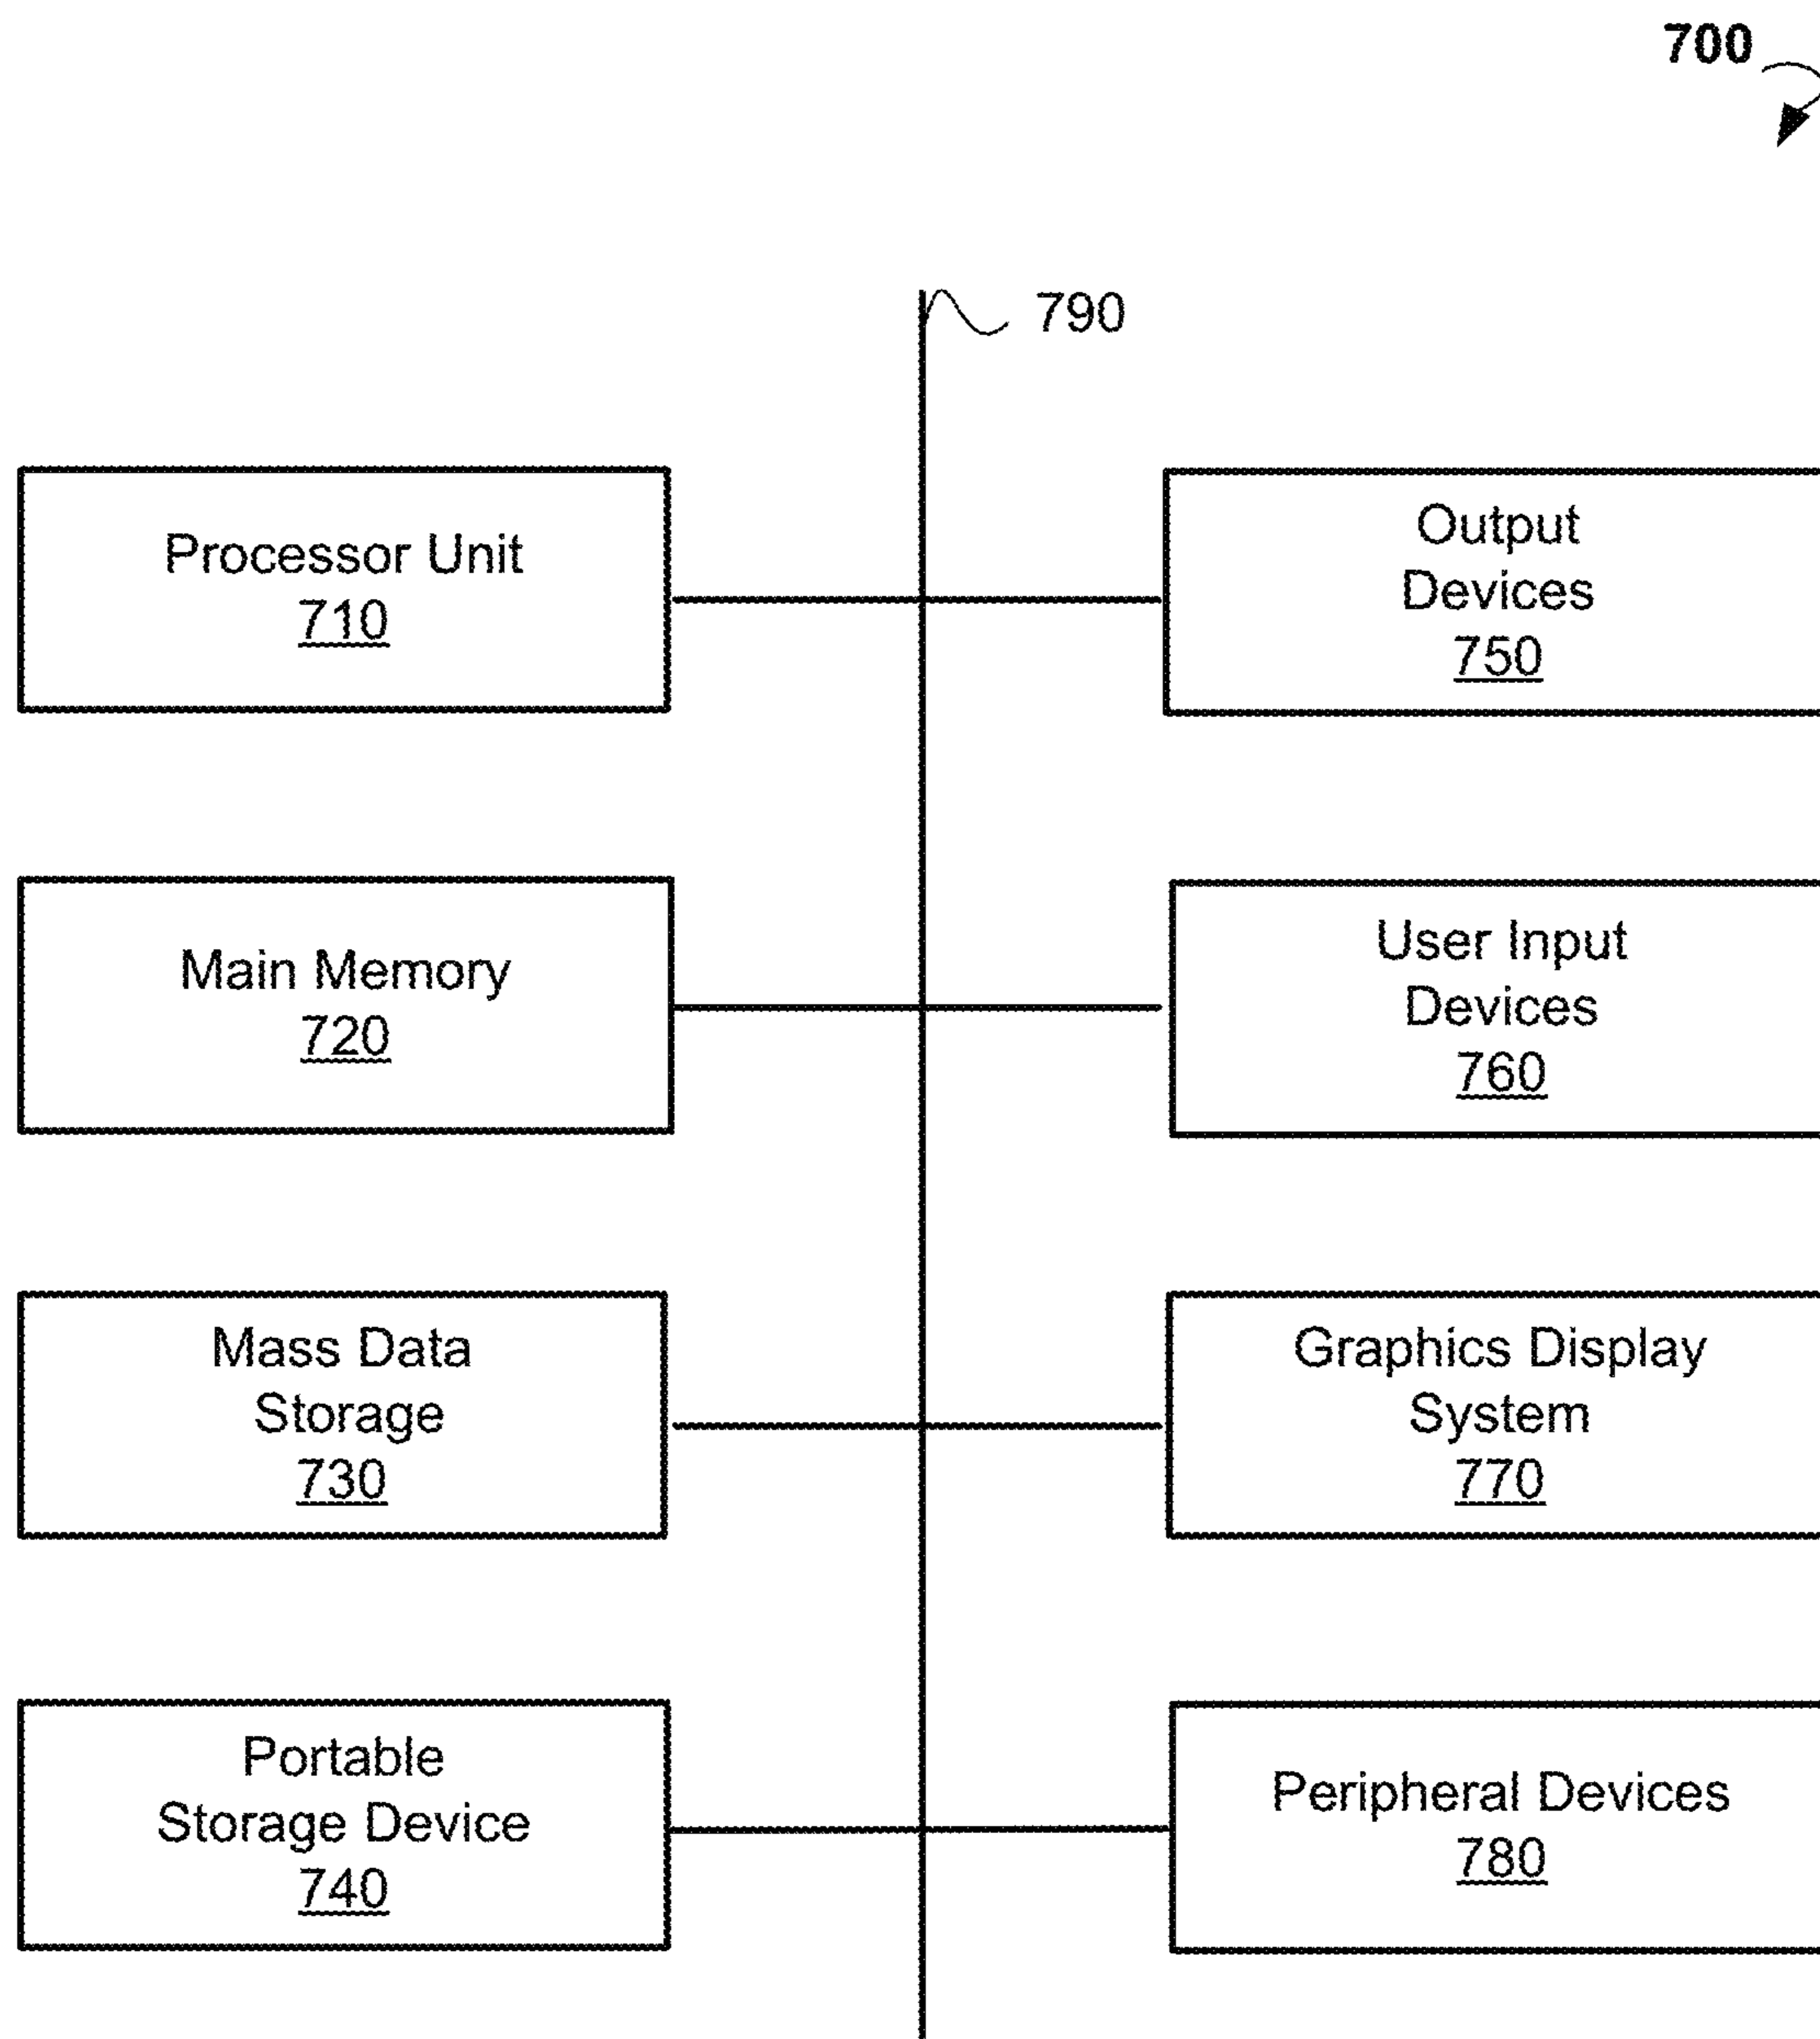 700
790
Processor Unit
710
Output
Devices
750
Main Memory
720
User Input
Devices
760
Mass Data
Storage
730
Graphics Display
System
770
Portable
Storage Device
740
Peripheral Devices
780